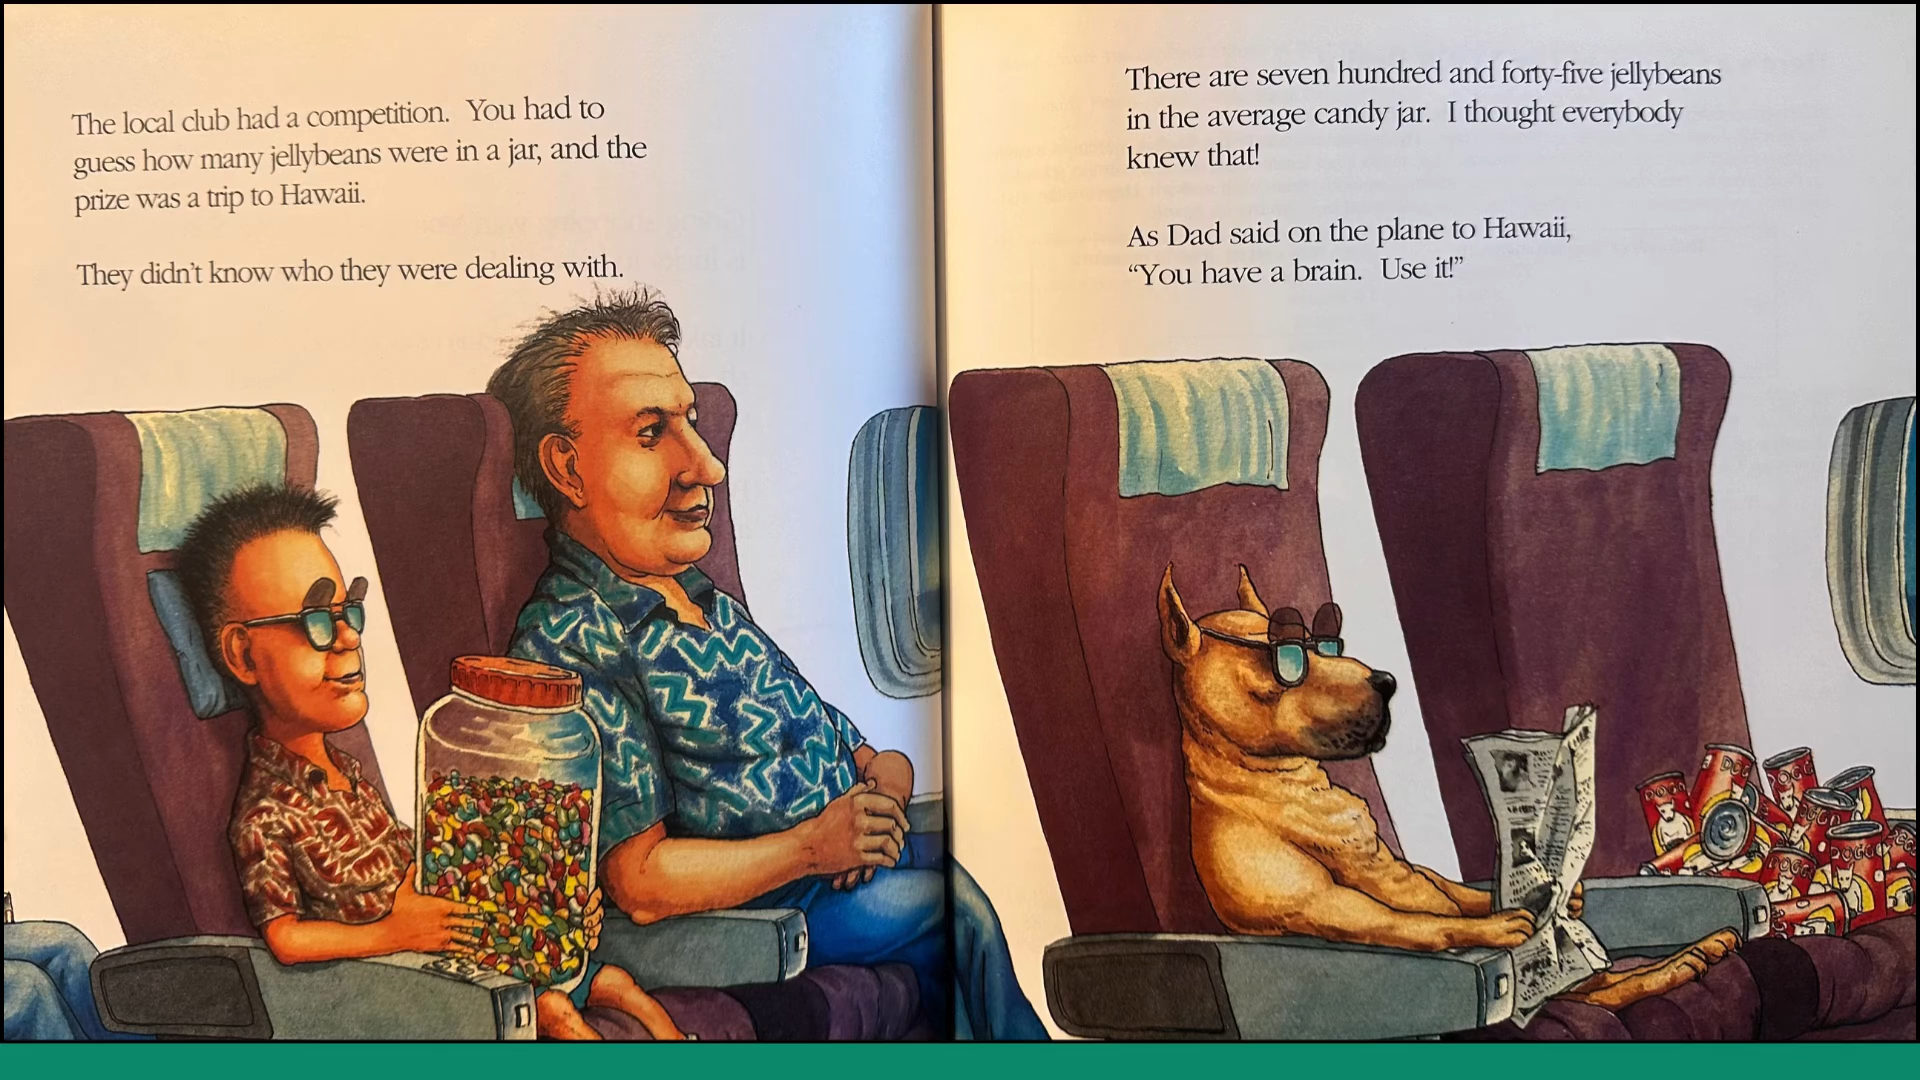 The local club had a competition.  You had to
guess how many jellybeans were in a jar, and the
prize was a trip to Hawaii.
They didn't know who they were dealing with.
There are seven hundred and forty-five jellybeans
in the average candy jar.  I thought everybody
knew that!
As Dad said on the plane to Hawaii,
“You have a brain.  Use it!”